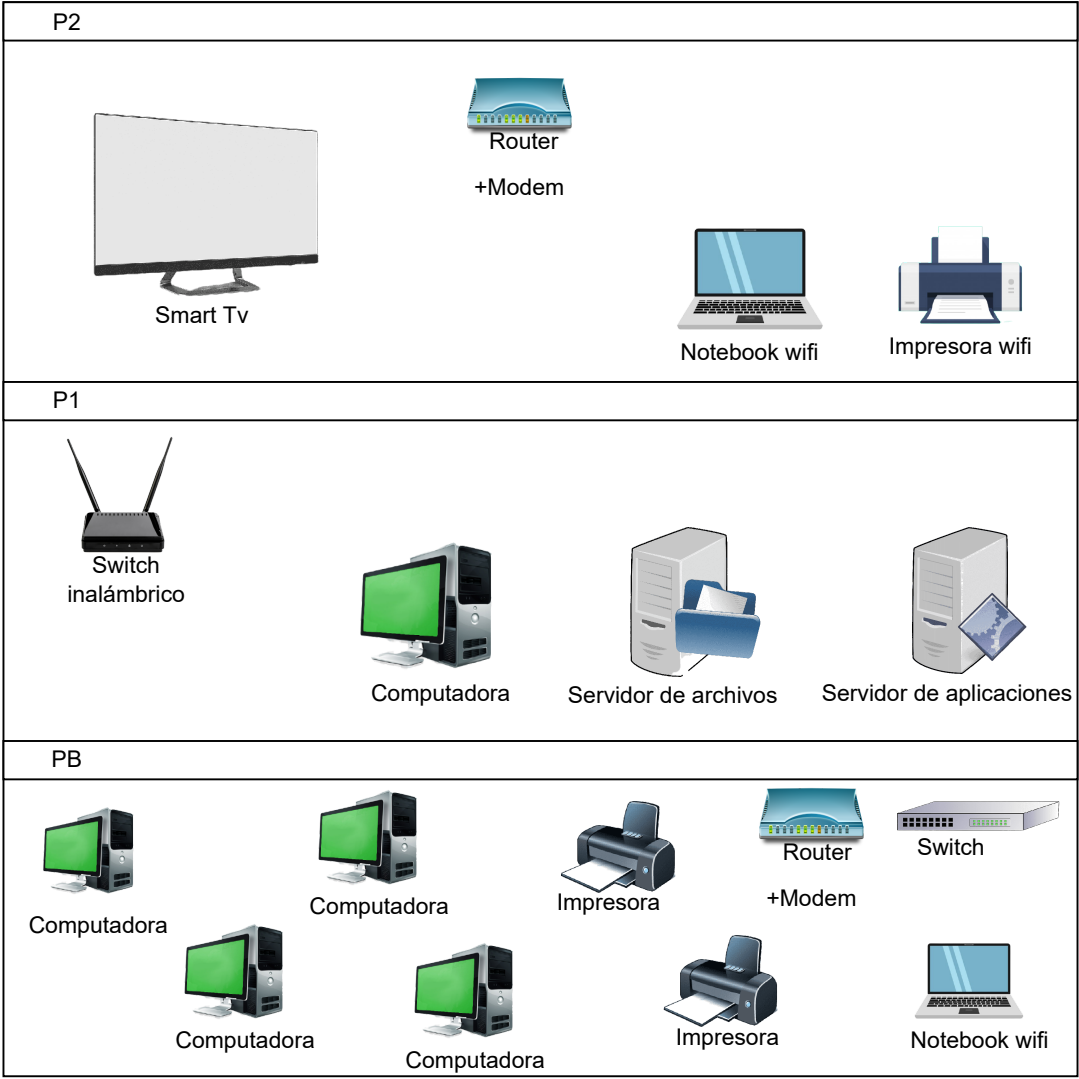 P2
Router
+Modem
Smart Tv
Notebook wifi
Impresora wifi
P1
Switch
inalámbrico
Computadora
Servidor de archivos
Servidor de aplicaciones
PB
Computadora
Computadora
Impresora
Router
+Modem
Switch
Computadora
Computadora
Impresora
Notebook wifi